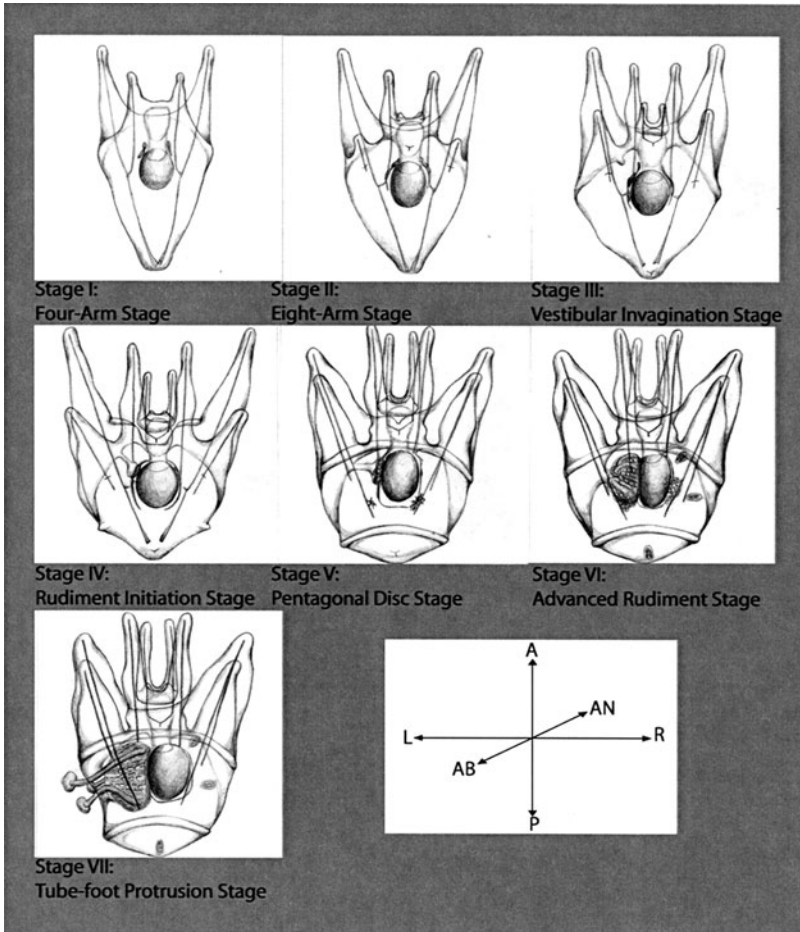 Stage I:
Four-Arm Stage
Stage II:
Eight-Arm Stage
Stage III:
Vestibular Invagination Stage
Stage IV:
Rudiment Initiation Stage
Stage V:
Pentagonal Disc Stage
Stage VI:
Advanced Rudiment Stage
Stage VII:
Tube-foot Protrusion Stage
A
AN
L
R
AB
P